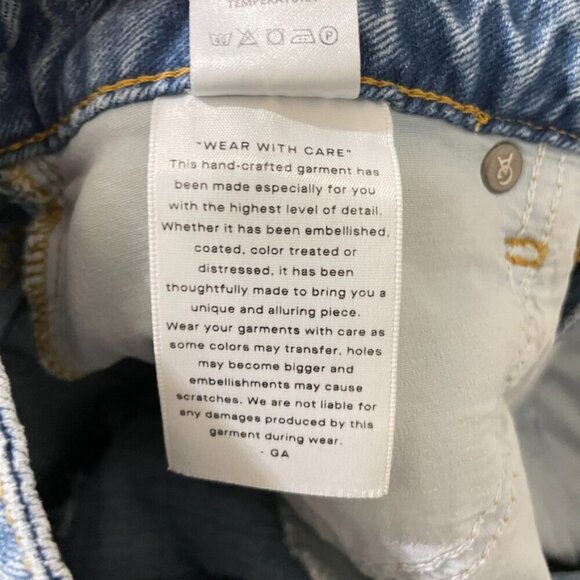 TEMPERATURE
"WEAR WITH CARE"
This hand-crafted garment has
been made especially for you
with the highest level of detail.
Whether it has been embellished,
coated, color treated or
distressed, it has been
thoughtfully made to bring you a
unique and alluring piece.
Wear your garments with care as
some colors may transfer, holes
may become bigger and
embellishments may cause
scratches. We are not liable for
any damages produced by this
garment during wear.
- GA